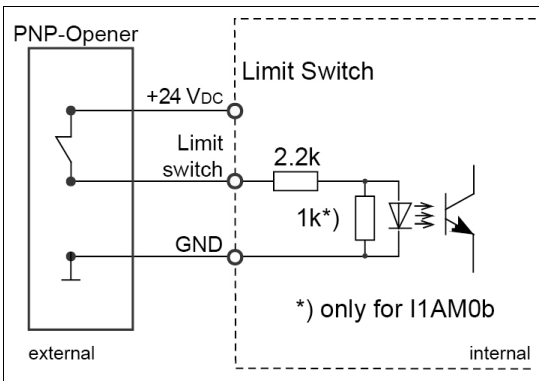 PNP-Opener
Limit Switch
+24 VDC
Limit
switch
2.2k
1k*)
GND
*) only for I1AM0b
external
internal